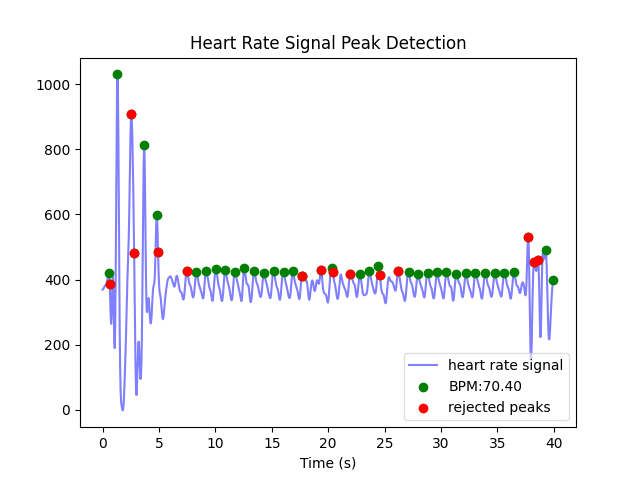 Heart Rate Signal Peak Detection
1000
800
600
400
200
0
heart rate signal
BPM:70.40
rejected peaks
0 5 10 15 20 25 30 35 40
Time (s)